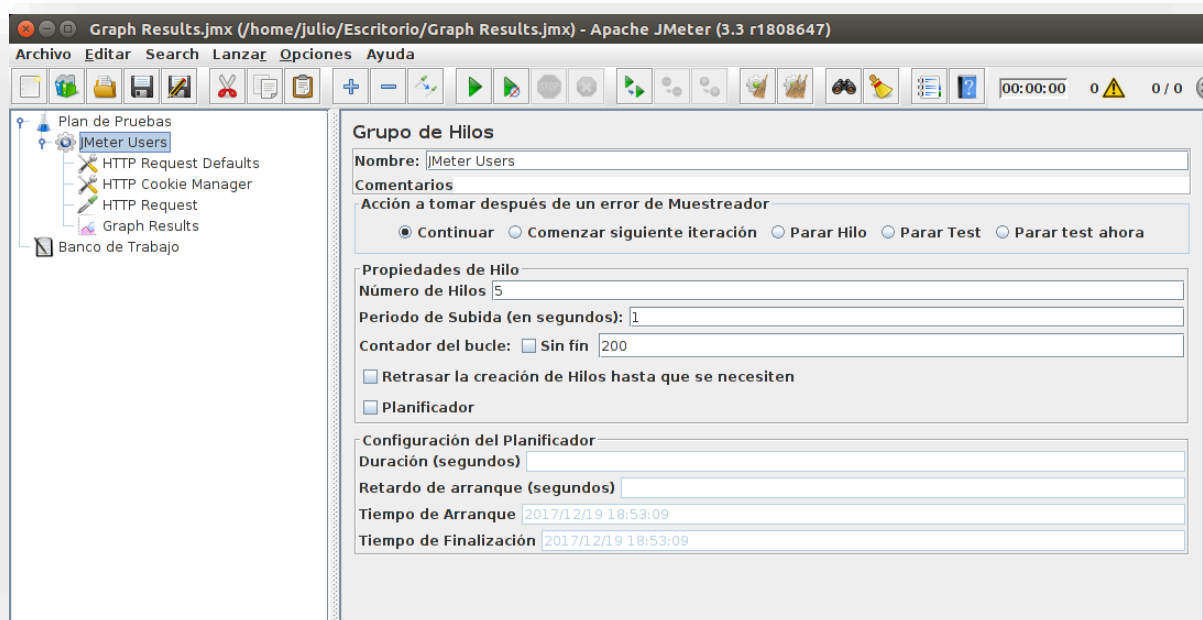 Graph Results.jmx (/home/julio/Escritorio/Graph Results.jmx) - Apache JMeter (3.3 r1808647)
Archivo Editar Search Lanzar Opciones Ayuda
STOP 00:00:00 0 0 / 0
Plan de Pruebas
JMeter Users
HTTP Request Defaults
HTTP Cookie Manager
HTTP Request
Graph Results
Banco de Trabajo
Grupo de Hilos
Nombre: JMeter Users
Comentarios
Acción a tomar después de un error de Muestreador
Continuar Comenzar siguiente iteración Parar Hilo Parar Test Parar test ahora
Propiedades de Hilo
Número de Hilos 5
Periodo de Subida (en segundos): 1
Contador del bucle: Sin fín 200
Retrasar la creación de Hilos hasta que se necesiten
Planificador
Configuración del Planificador
Duración (segundos)
Retardo de arranque (segundos)
Tiempo de Arranque 2017/12/19 18:53:09
Tiempo de Finalización 2017/12/19 18:53:09